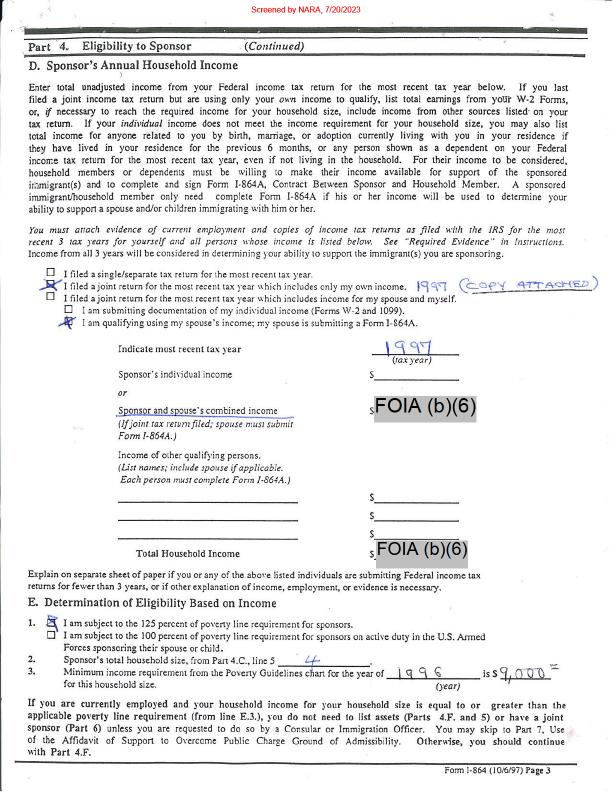 Screened by NARA, 7/20/2023
Part 4. Eligibility to Sponsor (Continued)
D. Sponsor's Annual Household Income
Enter total unadjusted income from your Federal income tax return for the most recent tax year below. If you last
filed a joint income tax return but are using only your own income to qualify, list total earnings from your W-2 Forms,
or, if necessary to reach the required income for your household size, include income from other sources listed on your
tax return. If your individual income does not meet the income requirement for your household size, you may also list
total income for anyone related to you by birth, marriage, or adoption currently living with you in your residence if
they have lived in your residence for the previous 6 months, or any person shown as a dependent on your Federal
income tax return for the most recent tax year, even if not living in the household. For their income to be considered,
household members or dependents must be willing to make their income available for support of the sponsored
immigrant(s) and to complete and sign Form I-864A, Contract Between Sponsor and Household Member. A sponsored
immigrant/household member only need complete Form I-864A if his or her income will be used to determine your
ability to support a spouse and/or children immigrating with him or her.
You must attach evidence of current employment and copies of income tax returns as filed with the IRS for the most
recent 3 tax years for yourself and all persons whose income is listed below. See "Required Evidence" in Instructions.
Income from all 3 years will be considered in determining your ability to support the immigrant(s) you are sponsoring.
☐ I filed a single/separate tax return for the most recent tax year.
☒ I filed a joint return for the most recent tax year which includes only my own income. 1997 (COPY ATTACHED)
☐ I filed a joint return for the most recent tax year which includes income for my spouse and myself.
☐ I am submitting documentation of my individual income (Forms W-2 and 1099).
☒ I am qualifying using my spouse's income; my spouse is submitting a Form I-864A.
Indicate most recent tax year 1997
(tax year)
Sponsor's individual income $
or
Sponsor and spouse's combined income $ FOIA (b)(6)
(If joint tax return filed; spouse must submit
Form I-864A.)
Income of other qualifying persons.
(List names; include spouse if applicable.
Each person must complete Form I-864A.)
$
$
$
Total Household Income $ FOIA (b)(6)
Explain on separate sheet of paper if you or any of the above listed individuals are submitting Federal income tax
returns for fewer than 3 years, or if other explanation of income, employment, or evidence is necessary.
E. Determination of Eligibility Based on Income
1. ☒ I am subject to the 125 percent of poverty line requirement for sponsors.
☐ I am subject to the 100 percent of poverty line requirement for sponsors on active duty in the U.S. Armed
Forces sponsoring their spouse or child.
2. Sponsor's total household size, from Part 4.C., line 5 4 .
3. Minimum income requirement from the Poverty Guidelines chart for the year of 1996 is $ 9,000=
for this household size. (year)
If you are currently employed and your household income for your household size is equal to or greater than the
applicable poverty line requirement (from line E.3.), you do not need to list assets (Parts 4.F. and 5) or have a joint
sponsor (Part 6) unless you are requested to do so by a Consular or Immigration Officer. You may skip to Part 7, Use
of the Affidavit of Support to Overcome Public Charge Ground of Admissibility. Otherwise, you should continue
with Part 4.F.
Form I-864 (10/6/97) Page 3